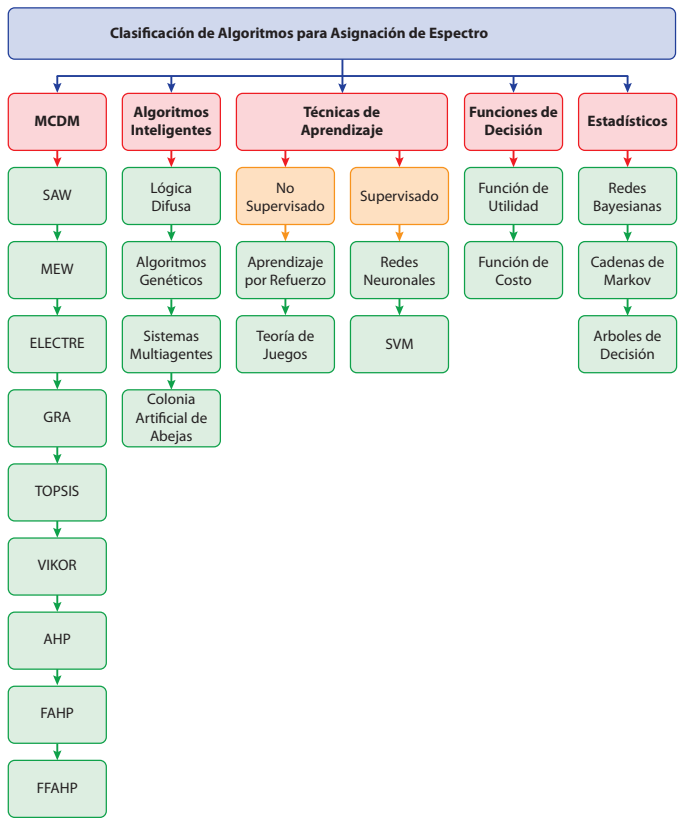 Clasificación de Algoritmos para Asignación de Espectro
MCDM
Algoritmos
Inteligentes
Técnicas de
Aprendizaje
Funciones de
Decisión
Estadísticos
SAW
MEW
ELECTRE
GRA
TOPSIS
VIKOR
AHP
FAHP
FFAHP
Lógica
Difusa
Algoritmos
Genéticos
Sistemas
Multiagentes
Colonia
Artificial de
Abejas
No
Supervisado
Aprendizaje
por Refuerzo
Teoría de
Juegos
Supervisado
Redes
Neuronales
SVM
Función de
Utilidad
Función de
Costo
Redes
Bayesianas
Cadenas de
Markov
Arboles de
Decisión